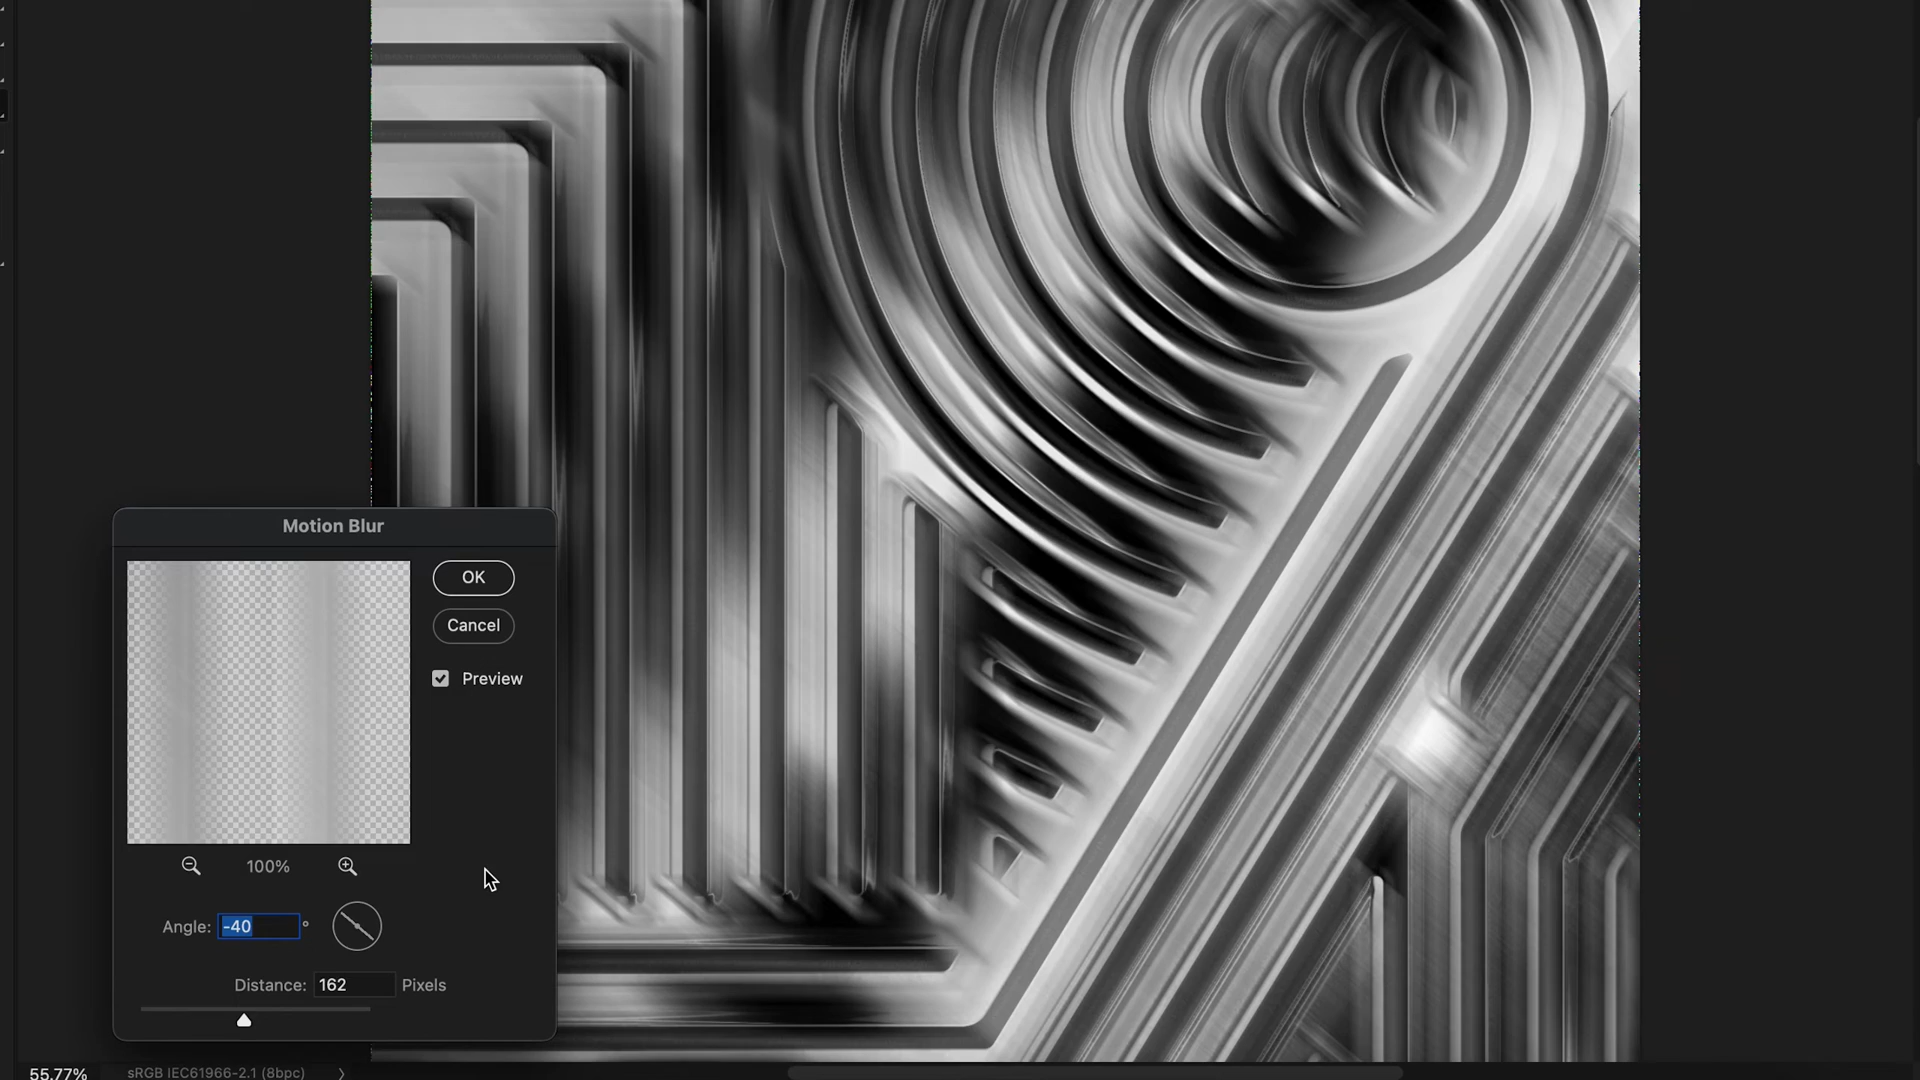 Motion Blur
OK
Cancel
Preview
100%
Angle: -40 °
Distance: 162 Pixels
55.77% sRGB IEC61966-2.1 (8bpc)